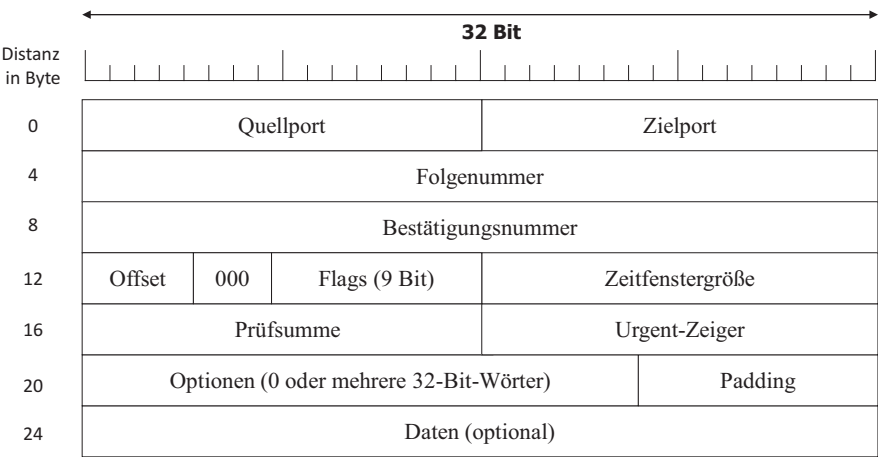 32 Bit
Distanz
in Byte
0 Quellport Zielport
4 Folgenummer
8 Bestätigungsnummer
12 Offset 000 Flags (9 Bit) Zeitfenstergröße
16 Prüfsumme Urgent-Zeiger
20 Optionen (0 oder mehrere 32-Bit-Wörter) Padding
24 Daten (optional)